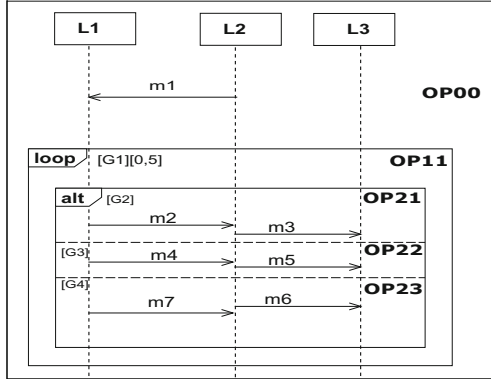 L1 L2 L3
m1
OP00
loop [G1][0,5] OP11
alt [G2] OP21
m2 m3
[G3] m4 m5 OP22
[G4] OP23
m7 m6